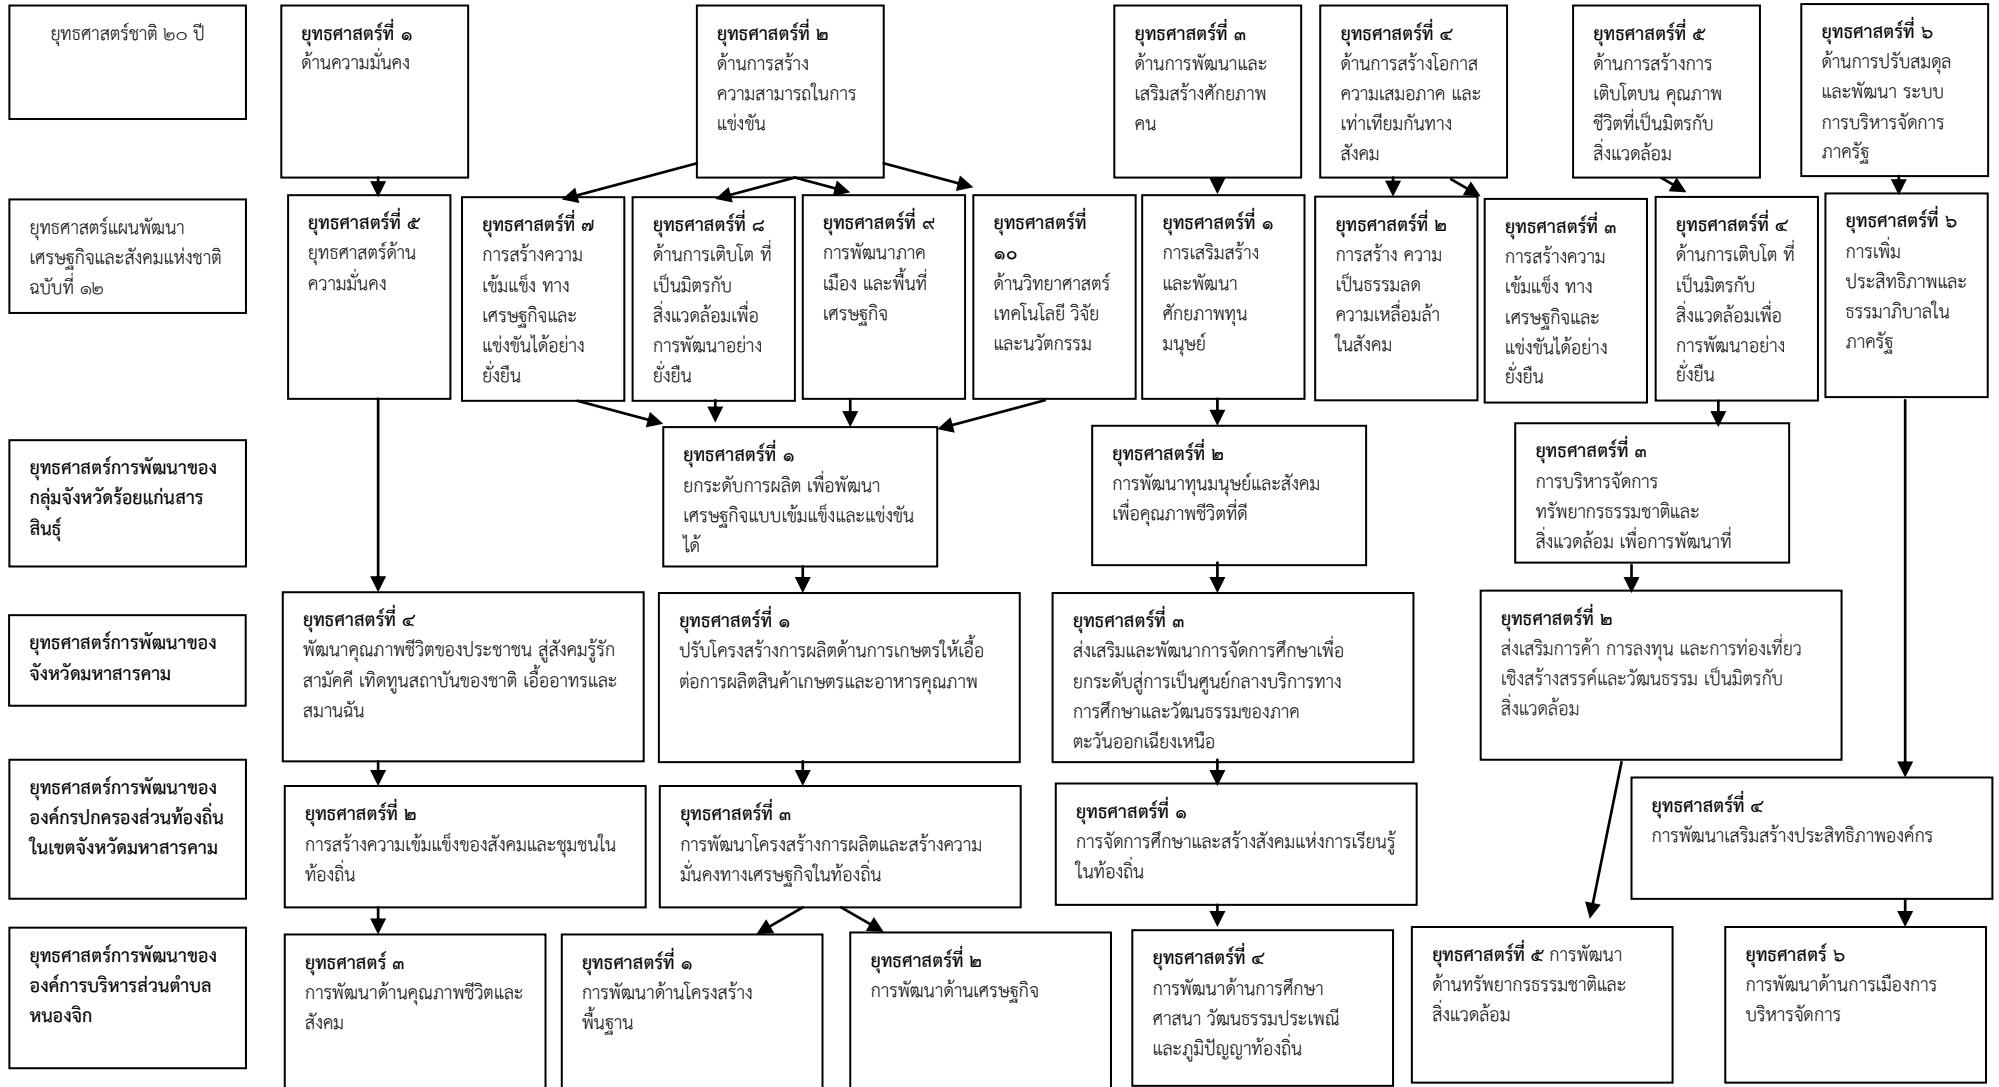 ยุทธศาสตร์ชาติ ๒๐ ปี
ยุทธศาสตร์ที่ ๑
ด้านความมั่นคง
ยุทธศาสตร์ที่ ๒
ด้านการสร้าง
ความสามารถในการ
แข่งขัน
ยุทธศาสตร์ที่ ๓
ด้านการพัฒนาและ
เสริมสร้างศักยภาพ
คน
ยุทธศาสตร์ที่ ๔
ด้านการสร้างโอกาส
ความเสมอภาค และ
เท่าเทียมกันทาง
สังคม
ยุทธศาสตร์ที่ ๕
ด้านการสร้างการ
เติบโตบน คุณภาพ
ชีวิตที่เป็นมิตรกับ
สิ่งแวดล้อม
ยุทธศาสตร์ที่ ๖
ด้านการปรับสมดุล
และพัฒนา ระบบ
การบริหารจัดการ
ภาครัฐ
ยุทธศาสตร์แผนพัฒนา
เศรษฐกิจและสังคมแห่งชาติ
ฉบับที่ ๑๒
ยุทธศาสตร์ที่ ๕
ยุทธศาสตร์ด้าน
ความมั่นคง
ยุทธศาสตร์ที่ ๗
การสร้างความ
เข้มแข็ง ทาง
เศรษฐกิจและ
แข่งขันได้อย่าง
ยั่งยืน
ยุทธศาสตร์ที่ ๘
ด้านการเติบโต ที่
เป็นมิตรกับ
สิ่งแวดล้อมเพื่อ
การพัฒนาอย่าง
ยั่งยืน
ยุทธศาสตร์ที่ ๙
การพัฒนาภาค
เมือง และพื้นที่
เศรษฐกิจ
ยุทธศาสตร์ที่
๑๐
ด้านวิทยาศาสตร์
เทคโนโลยี วิจัย
และนวัตกรรม
ยุทธศาสตร์ที่ ๑
การเสริมสร้าง
และพัฒนา
ศักยภาพทุน
มนุษย์
ยุทธศาสตร์ที่ ๒
การสร้าง ความ
เป็นธรรมลด
ความเหลื่อมล้ำ
ในสังคม
ยุทธศาสตร์ที่ ๓
การสร้างความ
เข้มแข็ง ทาง
เศรษฐกิจและ
แข่งขันได้อย่าง
ยั่งยืน
ยุทธศาสตร์ที่ ๔
ด้านการเติบโต ที่
เป็นมิตรกับ
สิ่งแวดล้อมเพื่อ
การพัฒนาอย่าง
ยั่งยืน
ยุทธศาสตร์ที่ ๖
การเพิ่ม
ประสิทธิภาพและ
ธรรมาภิบาลใน
ภาครัฐ
ยุทธศาสตร์การพัฒนาของ
กลุ่มจังหวัดร้อยแก่นสาร
สินธุ์
ยุทธศาสตร์ที่ ๑
ยกระดับการผลิต เพื่อพัฒนา
เศรษฐกิจแบบเข้มแข็งและแข่งขัน
ได้
ยุทธศาสตร์ที่ ๒
การพัฒนาทุนมนุษย์และสังคม
เพื่อคุณภาพชีวิตที่ดี
ยุทธศาสตร์ที่ ๓
การบริหารจัดการ
ทรัพยากรธรรมชาติและ
สิ่งแวดล้อม เพื่อการพัฒนาที่
ยุทธศาสตร์การพัฒนาของ
จังหวัดมหาสารคาม
ยุทธศาสตร์ที่ ๔
พัฒนาคุณภาพชีวิตของประชาชน สู่สังคมรู้รัก
สามัคคี เทิดทูนสถาบันของชาติ เอื้ออาทรและ
สมานฉัน
ยุทธศาสตร์ที่ ๑
ปรับโครงสร้างการผลิตด้านการเกษตรให้เอื้อ
ต่อการผลิตสินค้าเกษตรและอาหารคุณภาพ
ยุทธศาสตร์ที่ ๓
ส่งเสริมและพัฒนาการจัดการศึกษาเพื่อ
ยกระดับสู่การเป็นศูนย์กลางบริการทาง
การศึกษาและวัฒนธรรมของภาค
ตะวันออกเฉียงเหนือ
ยุทธศาสตร์ที่ ๒
ส่งเสริมการค้า การลงทุน และการท่องเที่ยว
เชิงสร้างสรรค์และวัฒนธรรม เป็นมิตรกับ
สิ่งแวดล้อม
ยุทธศาสตร์การพัฒนาของ
องค์กรปกครองส่วนท้องถิ่น
ในเขตจังหวัดมหาสารคาม
ยุทธศาสตร์ที่ ๒
การสร้างความเข้มแข็งของสังคมและชุมชนใน
ท้องถิ่น
ยุทธศาสตร์ที่ ๓
การพัฒนาโครงสร้างการผลิตและสร้างความ
มั่นคงทางเศรษฐกิจในท้องถิ่น
ยุทธศาสตร์ที่ ๑
การจัดการศึกษาและสร้างสังคมแห่งการเรียนรู้
ในท้องถิ่น
ยุทธศาสตร์ที่ ๔
การพัฒนาเสริมสร้างประสิทธิภาพองค์กร
ยุทธศาสตร์การพัฒนาของ
องค์การบริหารส่วนตำบล
หนองจิก
ยุทธศาสตร์ ๓
การพัฒนาด้านคุณภาพชีวิตและ
สังคม
ยุทธศาสตร์ที่ ๑
การพัฒนาด้านโครงสร้าง
พื้นฐาน
ยุทธศาสตร์ที่ ๒
การพัฒนาด้านเศรษฐกิจ
ยุทธศาสตร์ที่ ๔
การพัฒนาด้านการศึกษา
ศาสนา วัฒนธรรมประเพณี
และภูมิปัญญาท้องถิ่น
ยุทธศาสตร์ที่ ๕ การพัฒนา
ด้านทรัพยากรธรรมชาติและ
สิ่งแวดล้อม
ยุทธศาสตร์ ๖
การพัฒนาด้านการเมืองการ
บริหารจัดการ